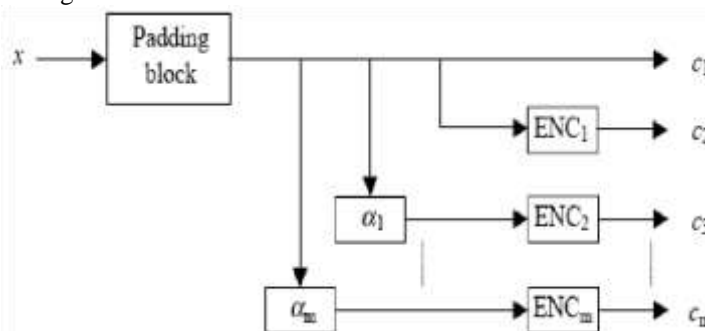 Padding
block
x
c1
ENC1
c2
α1
ENC2
c3
αm
ENCm